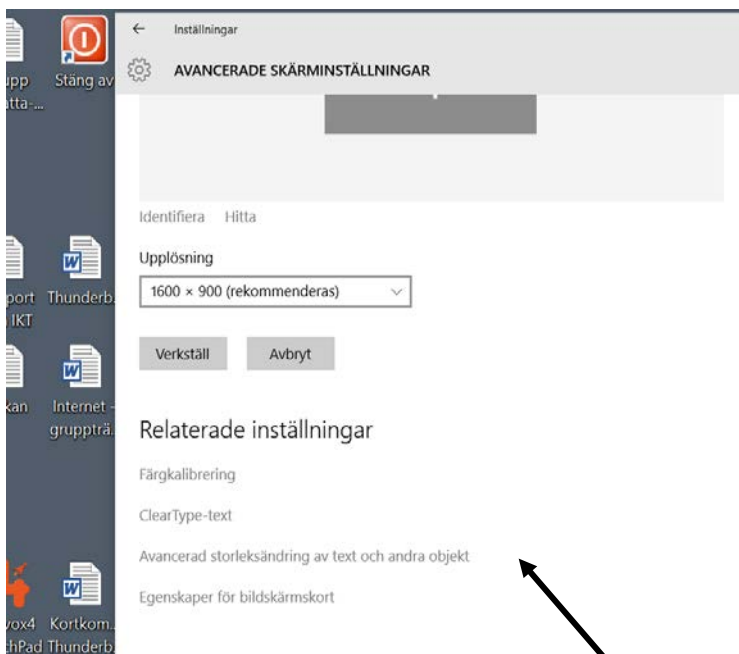 Inställningar
AVANCERADE SKÄRMINSTÄLLNINGAR
Stäng av
Identifiera Hitta
Upplösning
1600 × 900 (rekommenderas)
Verkställ Avbryt
Thunderb.
IKT
Internet -
gruppträ.
Relaterade inställningar
Färgkalibrering
ClearType-text
Avancerad storleksändring av text och andra objekt
Egenskaper för bildskärmskort
Kortkom..
Thunderb.